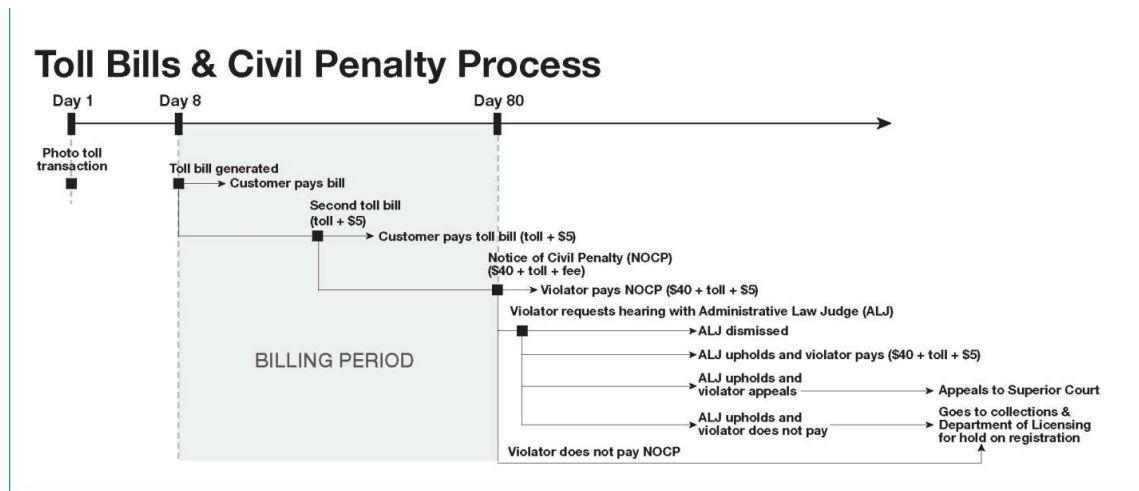 Toll Bills & Civil Penalty Process
Day 1
Day 8
Day 80
Photo toll
transaction
Toll bill generated
Customer pays bill
Second toll bill
(toll + $5)
Customer pays toll bill (toll + $5)
Notice of Civil Penalty (NOCP)
($40 + toll + fee)
Violator pays NOCP ($40 + toll + $5)
Violator requests hearing with Administrative Law Judge (ALJ)
ALJ dismissed
BILLING PERIOD
ALJ upholds and violator pays ($40 + toll + $5)
ALJ upholds and
violator appeals
Appeals to Superior Court
ALJ upholds and
violator does not pay
Goes to collections &
Department of Licensing
for hold on registration
Violator does not pay NOCP